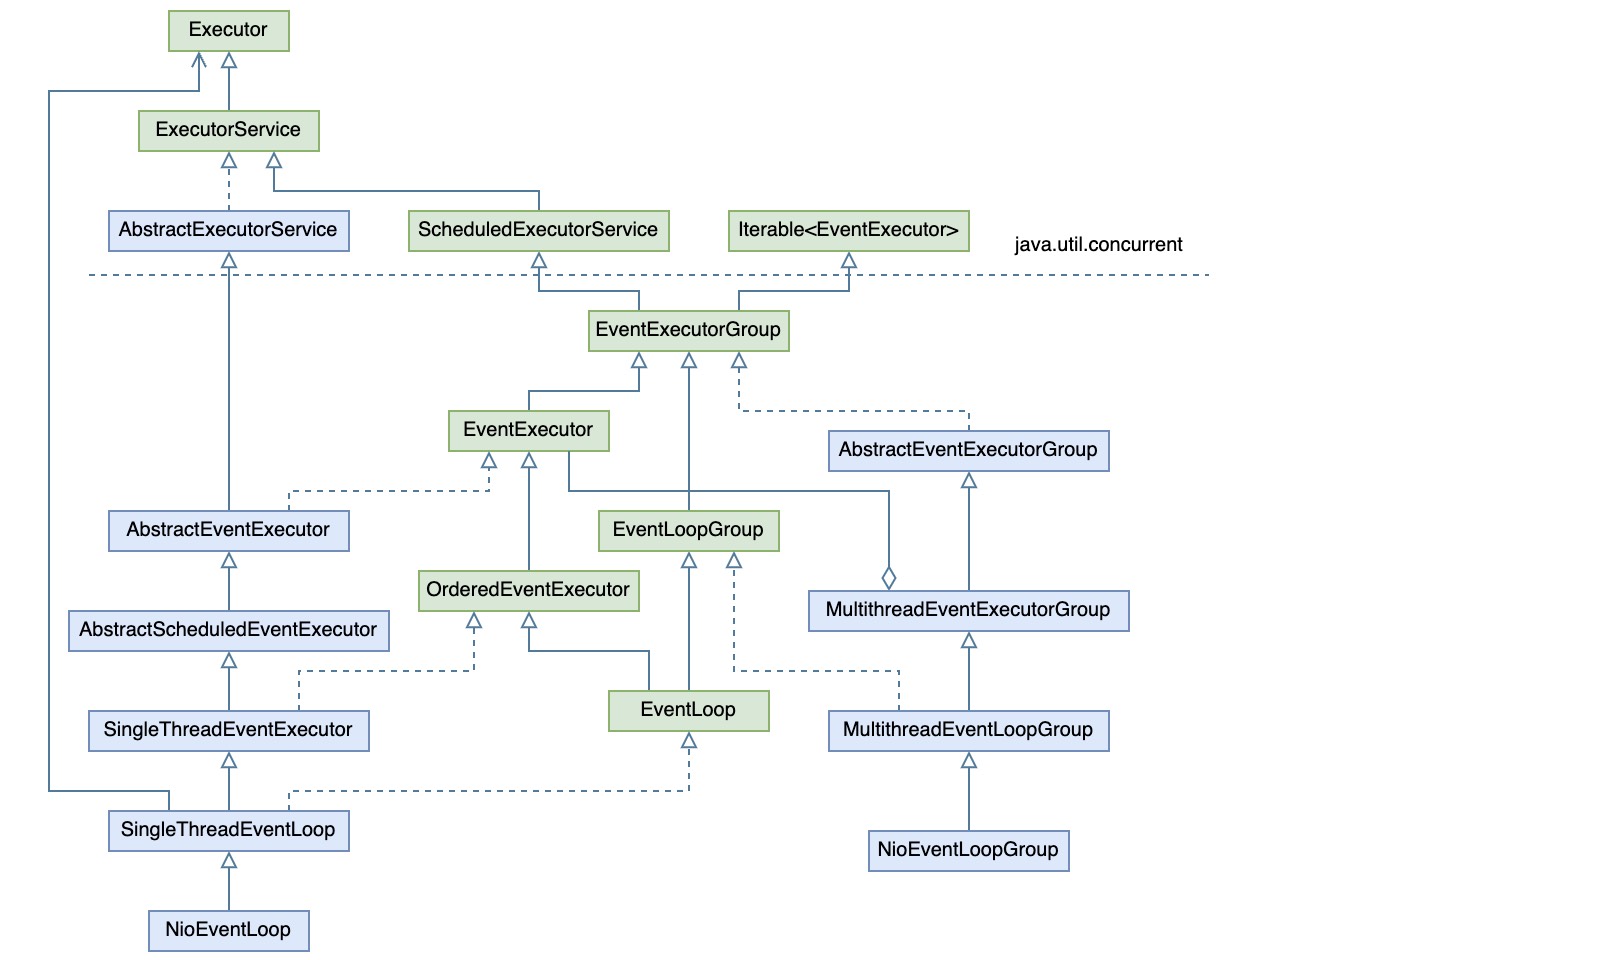 Executor
ExecutorService
AbstractExecutorService
ScheduledExecutorService
Iterable<EventExecutor>
java.util.concurrent
EventExecutorGroup
EventExecutor
AbstractEventExecutorGroup
AbstractEventExecutor
EventLoopGroup
OrderedEventExecutor
MultithreadEventExecutorGroup
AbstractScheduledEventExecutor
EventLoop
SingleThreadEventExecutor
MultithreadEventLoopGroup
SingleThreadEventLoop
NioEventLoopGroup
NioEventLoop